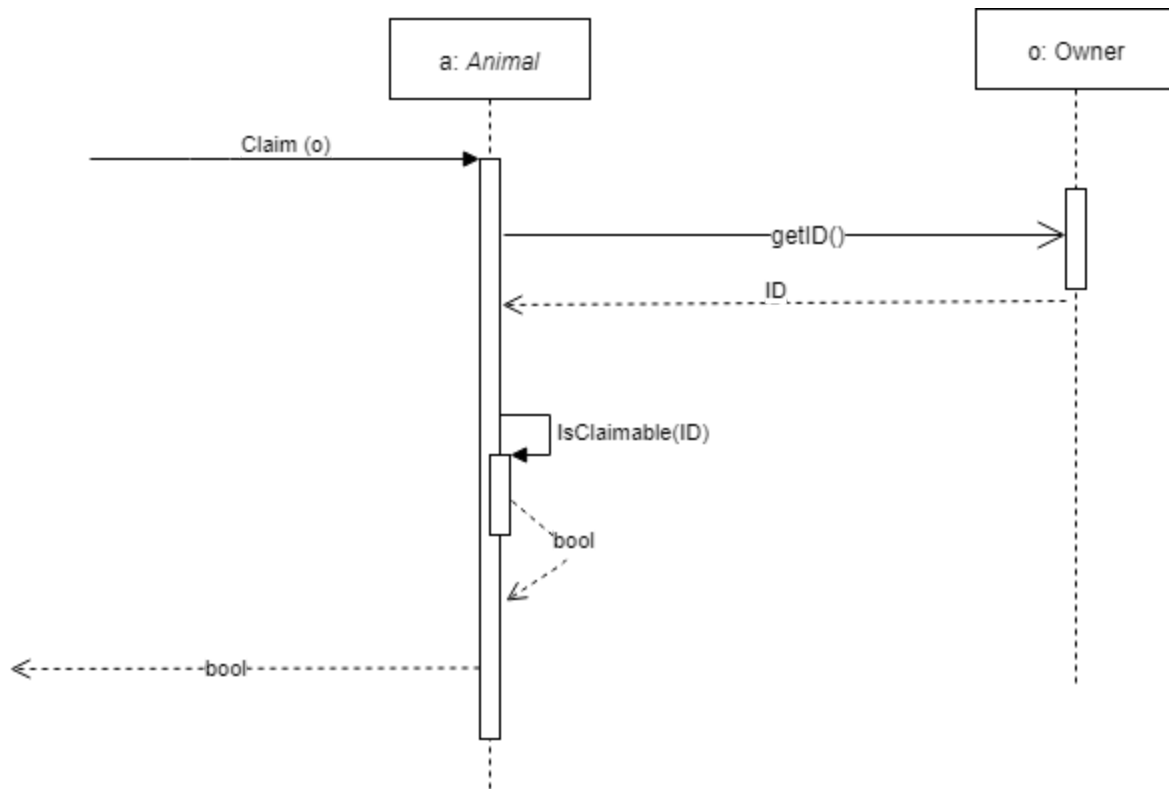 a: Animal
o: Owner
Claim (o)
getID()
ID
IsClaimable(ID)
bool
bool